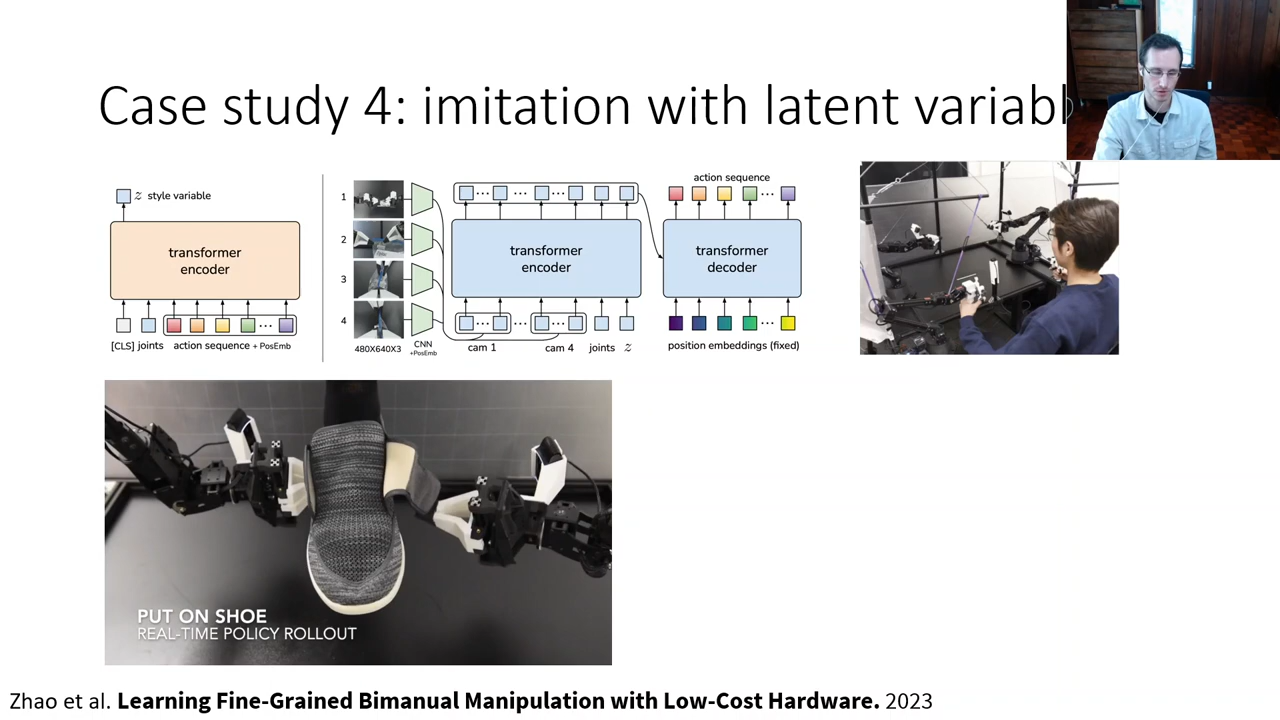 Case study 4: imitation with latent variabl
z style variable
transformer
encoder
[CLS] joints action sequence + PosEmb
1
2
3
4
480X640X3
CNN
+PosEmb
transformer
encoder
cam 1 cam 4 joints z
action sequence
transformer
decoder
position embeddings (fixed)
PUT ON SHOE
REAL-TIME POLICY ROLLOUT
Zhao et al. Learning Fine-Grained Bimanual Manipulation with Low-Cost Hardware. 2023